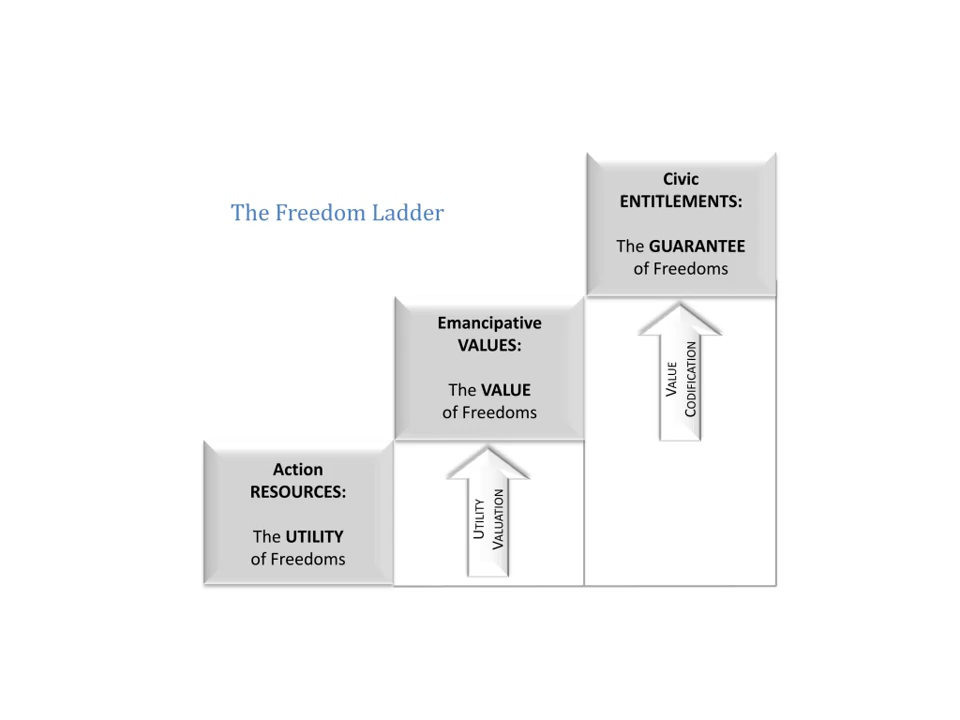 The Freedom Ladder
Civic
ENTITLEMENTS:
The GUARANTEE
of Freedoms
Emancipative
VALUES:
The VALUE
of Freedoms
VALUE
CODIFICATION
Action
RESOURCES:
The UTILITY
of Freedoms
UTILITY
VALUATION